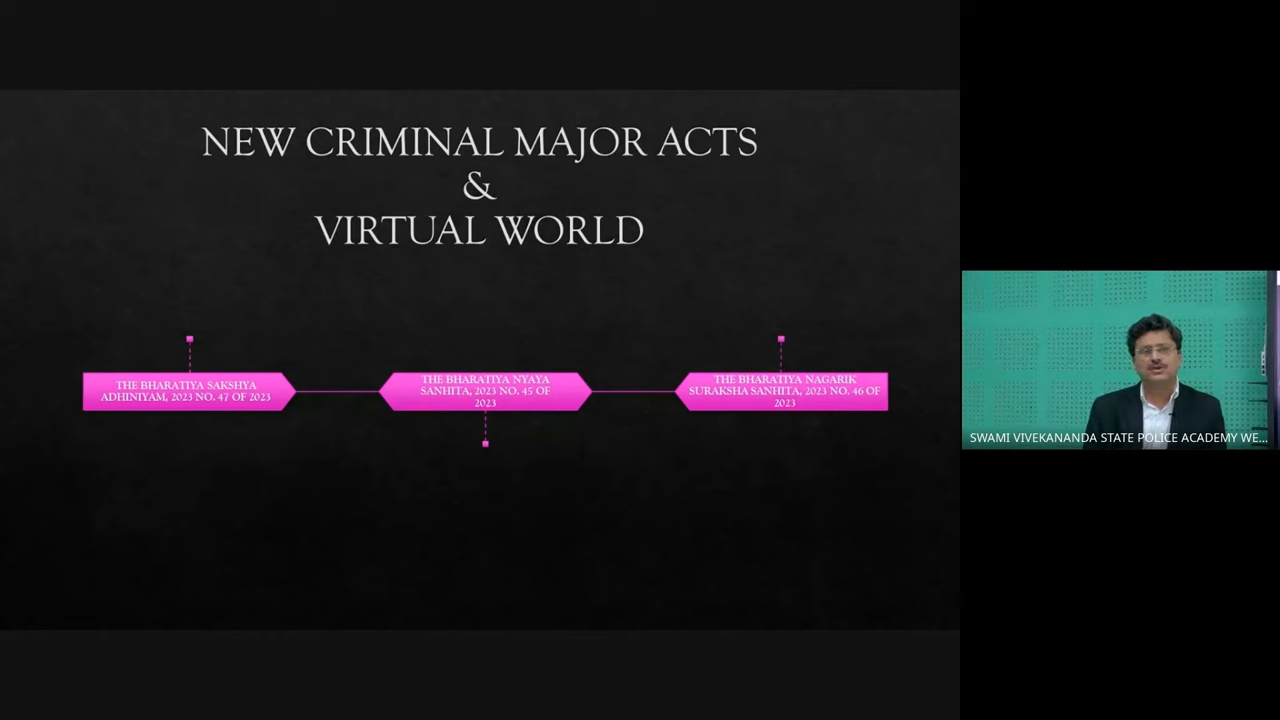 NEW CRIMINAL MAJOR ACTS
&
VIRTUAL WORLD
THE BHARATIYA SAKSHYA
ADHINIYAM, 2023 NO. 47 OF 2023
THE BHARATIYA NYAYA
SANHITA, 2023 NO. 45 OF
2023
THE BHARATIYA NAGARIK
SURAKSHA SANHITA, 2023 NO. 46 OF
2023
SWAMI VIVEKANANDA STATE POLICE ACADEMY WE...